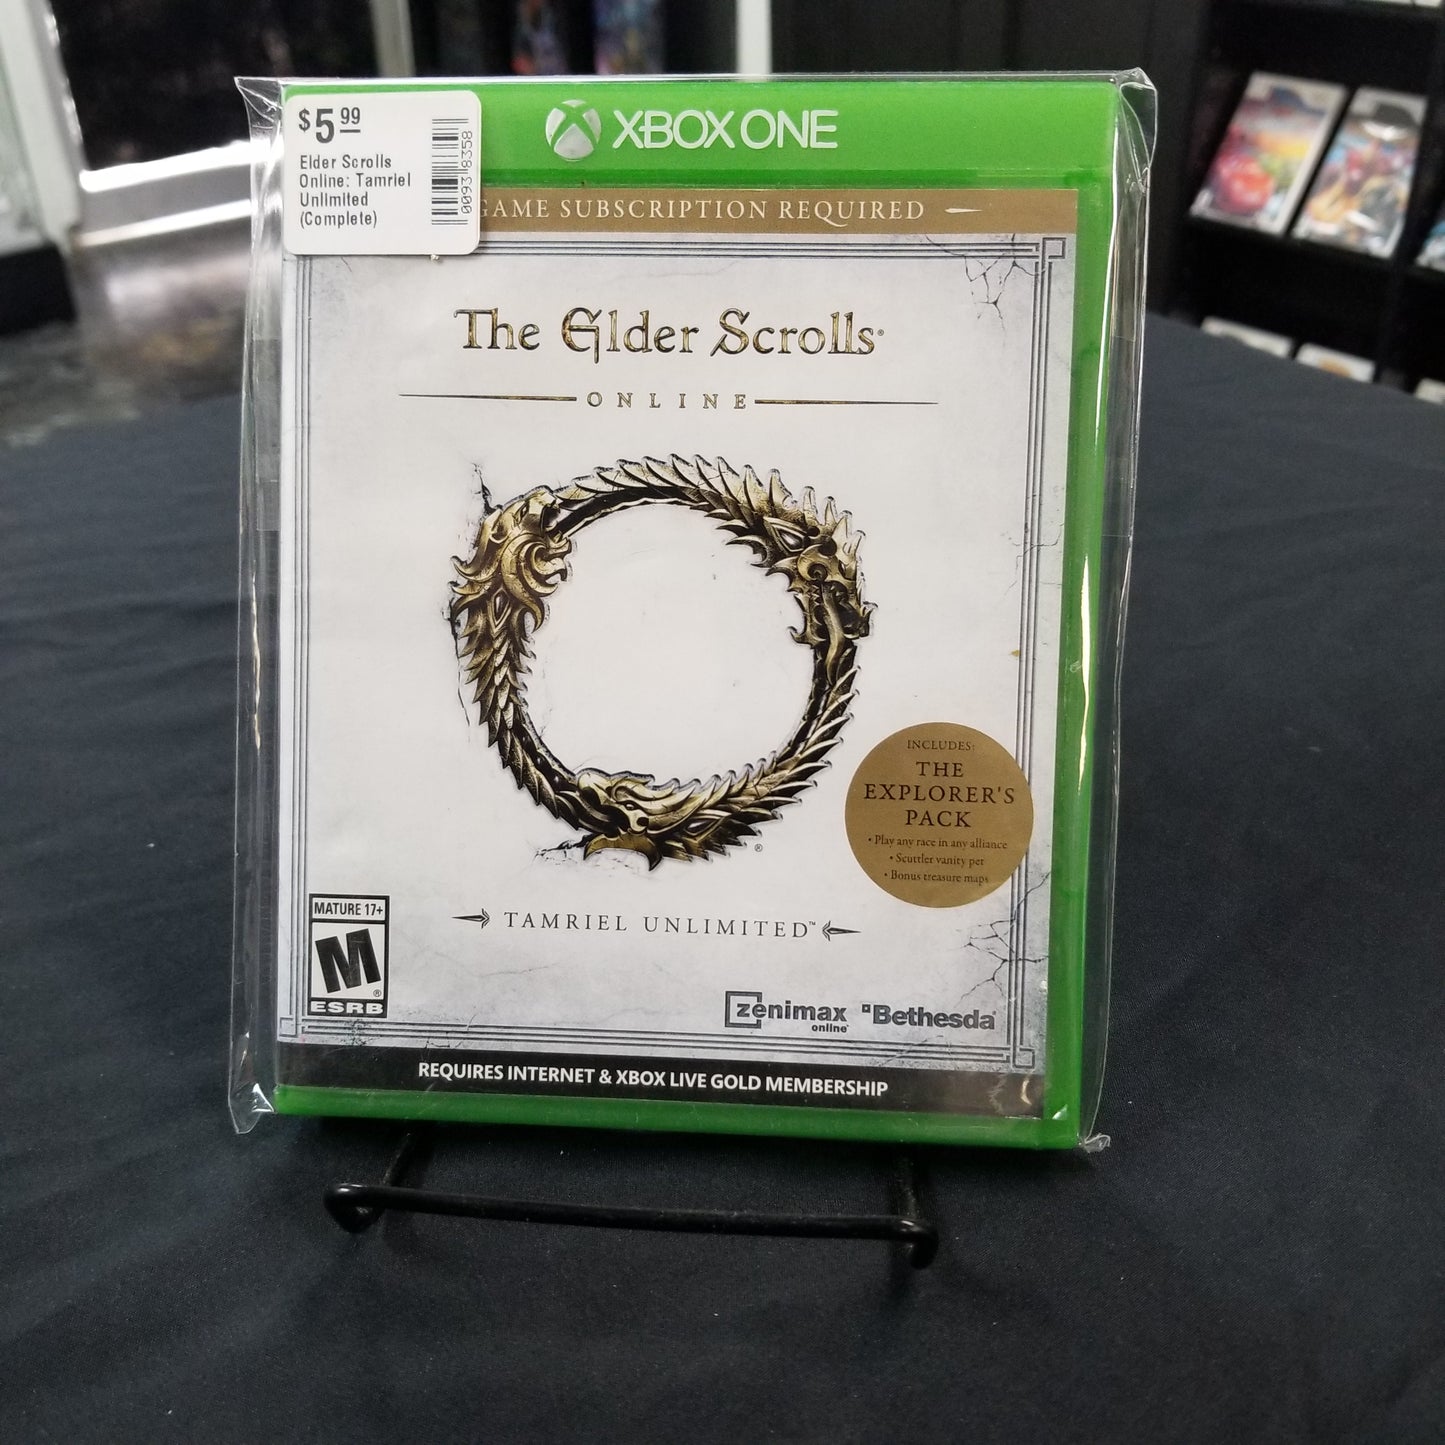 $5.99
Elder Scrolls
Online: Tamriel
Unlimited
(Complete)
00938358
XBOX ONE
GAME SUBSCRIPTION REQUIRED
The Elder Scrolls®
ONLINE
INCLUDES:
THE
EXPLORER'S
PACK
• Play any race in any alliance
• Scuttler vanity pet
• Bonus treasure maps
®
TAMRIEL UNLIMITED™
MATURE 17+
M
®
ESRB
zenimax
online
Bethesda
REQUIRES INTERNET & XBOX LIVE GOLD MEMBERSHIP